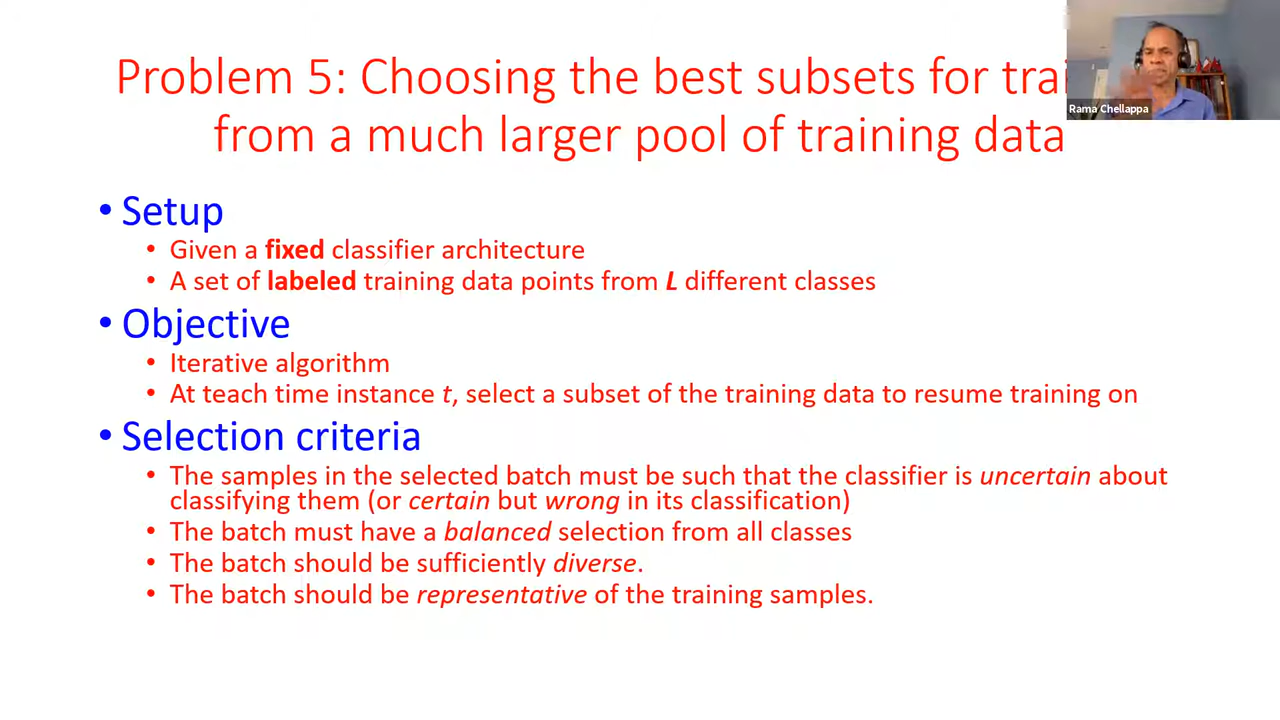 Problem 5: Choosing the best subsets for trai
from a much larger pool of training data
Rama Chellappa
• Setup
• Given a fixed classifier architecture
• A set of labeled training data points from L different classes
• Objective
• Iterative algorithm
• At teach time instance t, select a subset of the training data to resume training on
• Selection criteria
• The samples in the selected batch must be such that the classifier is uncertain about
classifying them (or certain but wrong in its classification)
• The batch must have a balanced selection from all classes
• The batch should be sufficiently diverse.
• The batch should be representative of the training samples.